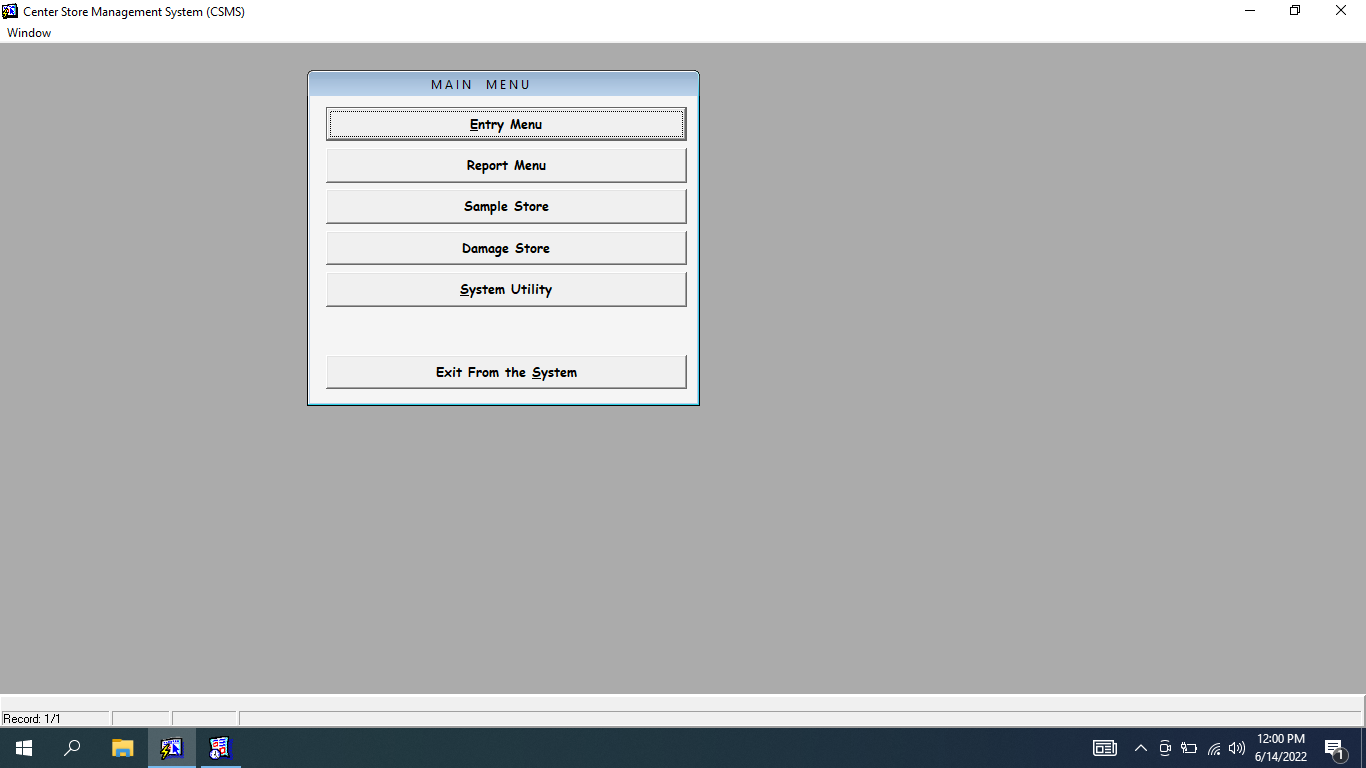 Center Store Management System (CSMS)
Window
MAIN MENU
Entry Menu
Report Menu
Sample Store
Damage Store
System Utility
Exit From the System
Record: 1/1
12:00 PM
6/14/2022
1